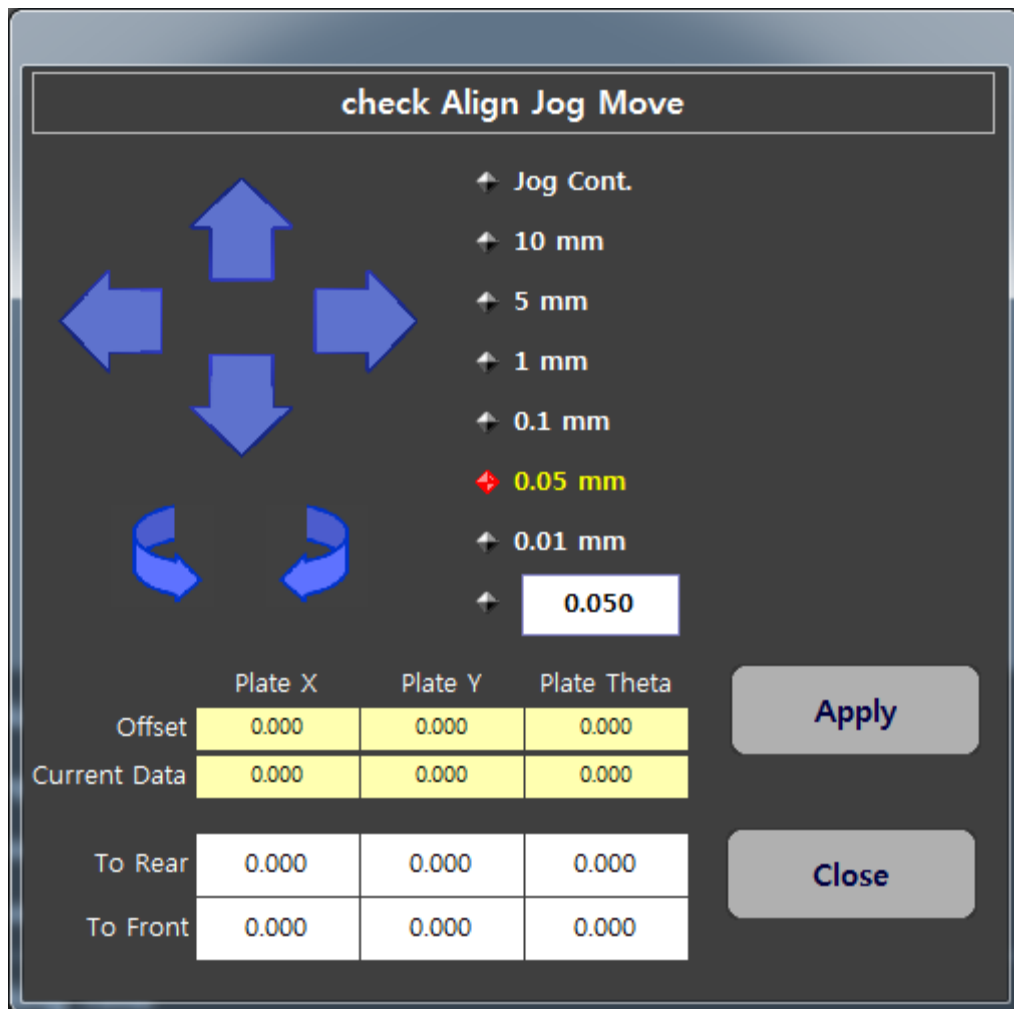 check Align Jog Move
Jog Cont.
10 mm
5 mm
1 mm
0.1 mm
0.05 mm
0.01 mm
0.050
Plate X Plate Y Plate Theta
Offset 0.000 0.000 0.000
Current Data 0.000 0.000 0.000
Apply
To Rear 0.000 0.000 0.000
To Front 0.000 0.000 0.000
Close